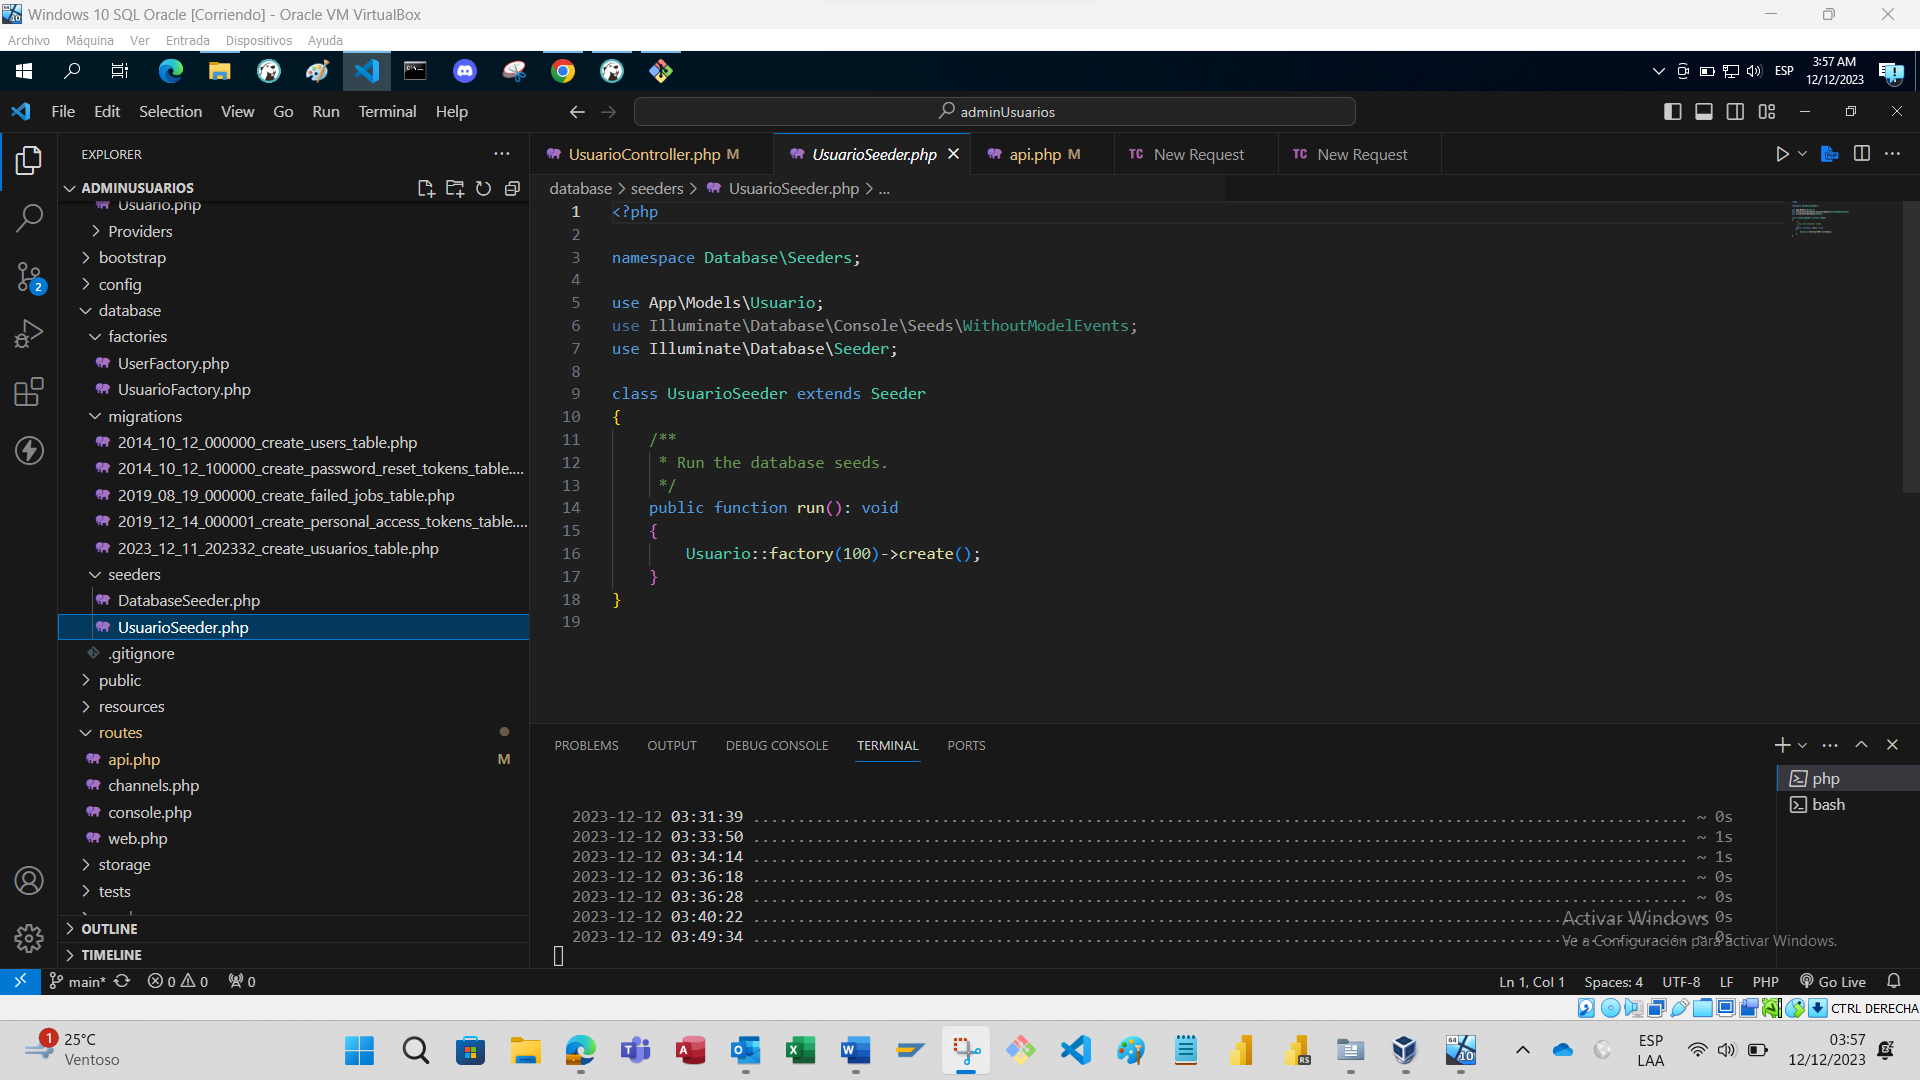 Windows 10 SQL Oracle [Corriendo] - Oracle VM VirtualBox
Archivo Máquina Ver Entrada Dispositivos Ayuda
ESP 3:57 AM
12/12/2023
File Edit Selection View Go Run Terminal Help adminUsuarios
EXPLORER
UsuarioController.php M UsuarioSeeder.php api.php M TC New Request TC New Request
ADMINUSUARIOS
database > seeders > UsuarioSeeder.php > ...
Usuario.php
Providers
bootstrap
config
2
database
factories
UserFactory.php
UsuarioFactory.php
migrations
2014_10_12_000000_create_users_table.php
2014_10_12_100000_create_password_reset_tokens_table....
2019_08_19_000000_create_failed_jobs_table.php
2019_12_14_000001_create_personal_access_tokens_table....
2023_12_11_202332_create_usuarios_table.php
seeders
DatabaseSeeder.php
UsuarioSeeder.php
.gitignore
public
resources
routes
api.php M
channels.php
console.php
web.php
storage
tests
OUTLINE
TIMELINE
1 <?php
2
3 namespace Database\Seeders;
4
5 use App\Models\Usuario;
6 use Illuminate\Database\Console\Seeds\WithoutModelEvents;
7 use Illuminate\Database\Seeder;
8
9 class UsuarioSeeder extends Seeder
10 {
11 /**
12 * Run the database seeds.
13 */
14 public function run(): void
15 {
16 Usuario::factory(100)->create();
17 }
18 }
19
PROBLEMS OUTPUT DEBUG CONSOLE TERMINAL PORTS
php
bash
2023-12-12 03:31:39 ........ ~ 0s
2023-12-12 03:33:50 ........ ~ 1s
2023-12-12 03:34:14 ........ ~ 1s
2023-12-12 03:36:18 ........ ~ 0s
2023-12-12 03:36:28 ........ ~ 0s
2023-12-12 03:40:22 ........ ~ 0s
2023-12-12 03:49:34 ........ ~ 0s
Activar Windows
Ve a Configuración para activar Windows.
main* 0 0 0 Ln 1, Col 1 Spaces: 4 UTF-8 LF PHP Go Live
CTRL DERECHA
1 25°C
Ventoso
ESP
LAA
03:57
12/12/2023